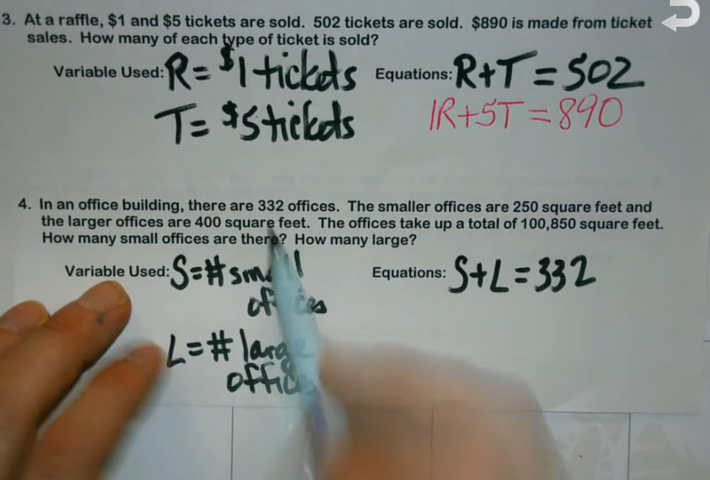 3. At a raffle, $1 and $5 tickets are sold. 502 tickets are sold. $890 is made from ticket
sales. How many of each type of ticket is sold?
Variable Used: R = $1 tickets Equations: R+T = 502
T = $5 tickets 1R+5T = 890
4. In an office building, there are 332 offices. The smaller offices are 250 square feet and
the larger offices are 400 square feet. The offices take up a total of 100,850 square feet.
How many small offices are there? How many large?
Variable Used: S = # small Equations: S+L = 332
offices
L = # large
offices